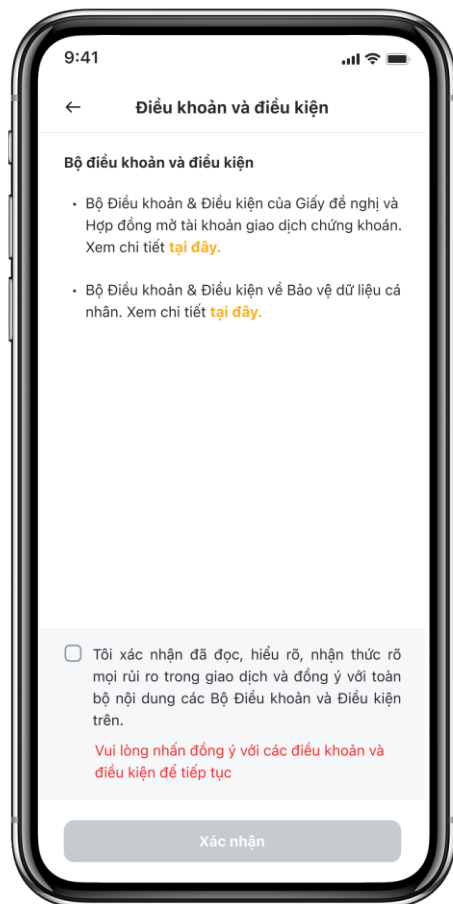 9:41
Điều khoản và điều kiện
Bộ điều khoản và điều kiện
• Bộ Điều khoản & Điều kiện của Giấy đề nghị và
Hợp đồng mở tài khoản giao dịch chứng khoán.
Xem chi tiết tại đây.
• Bộ Điều khoản & Điều kiện về Bảo vệ dữ liệu cá
nhân. Xem chi tiết tại đây.
Tôi xác nhận đã đọc, hiểu rõ, nhận thức rõ
mọi rủi ro trong giao dịch và đồng ý với toàn
bộ nội dung các Bộ Điều khoản và Điều kiện
trên.
Vui lòng nhấn đồng ý với các điều khoản và
điều kiện để tiếp tục
Xác nhận